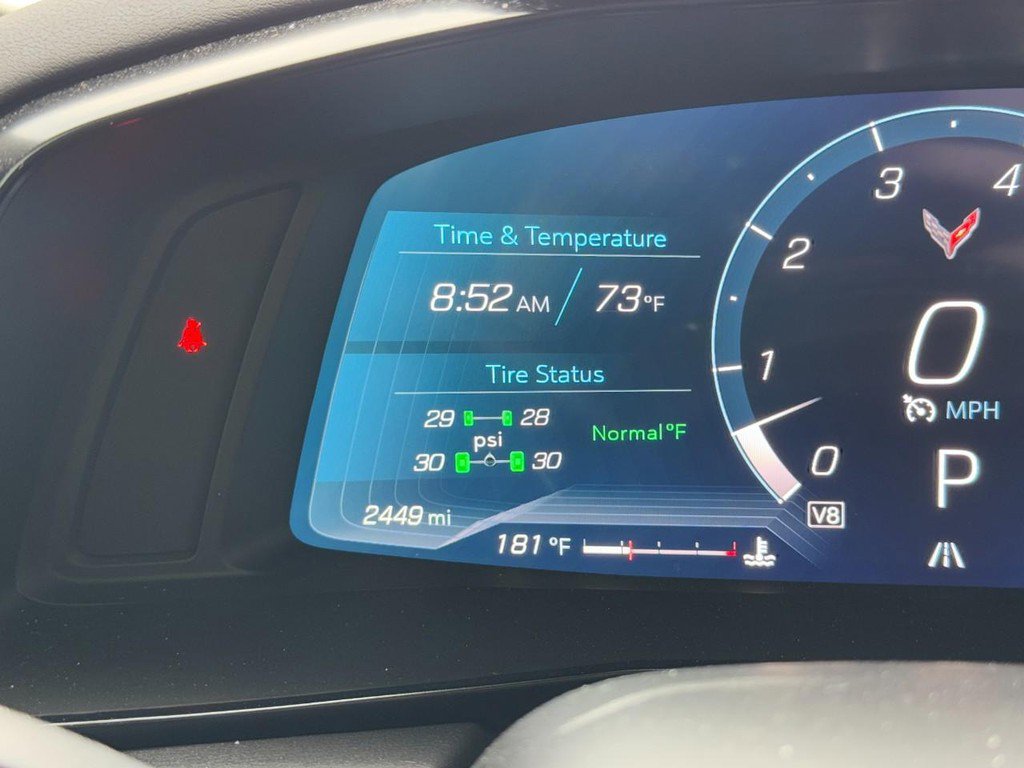 Time & Temperature
8:52 AM / 73°F
Tire Status
29 28
psi
Normal°F
30 30
2449 mi
181 °F
0
1
2
3
4
0
MPH
P
V8